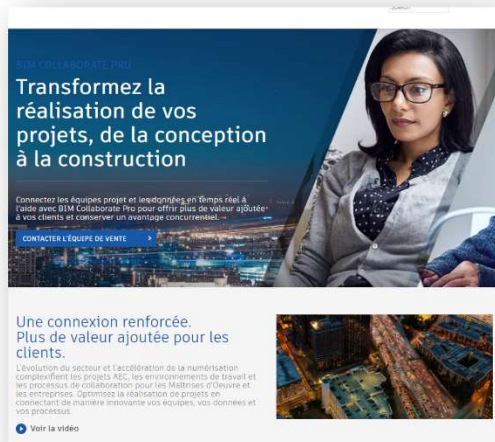 BIM COLLABORATE PRO
Transformez la
réalisation de vos
projets, de la conception
à la construction
Connectez les équipes projet et les données en temps réel à
l'aide avec BIM Collaborate Pro pour offrir plus de valeur ajoutée
à vos clients et conserver un avantage concurrentiel.
CONTACTER L'ÉQUIPE DE VENTE >
Une connexion renforcée.
Plus de valeur ajoutée pour les
clients.
L'évolution du secteur et l'accélération de la numérisation
complexifient les projets AEC, les environnements de travail et
les processus de collaboration pour les Maîtrises d'Oeuvre et
les entreprises. Optimisez la réalisation de projets en
connectant de manière innovante vos équipes, vos données et
vos processus.
Voir la vidéo